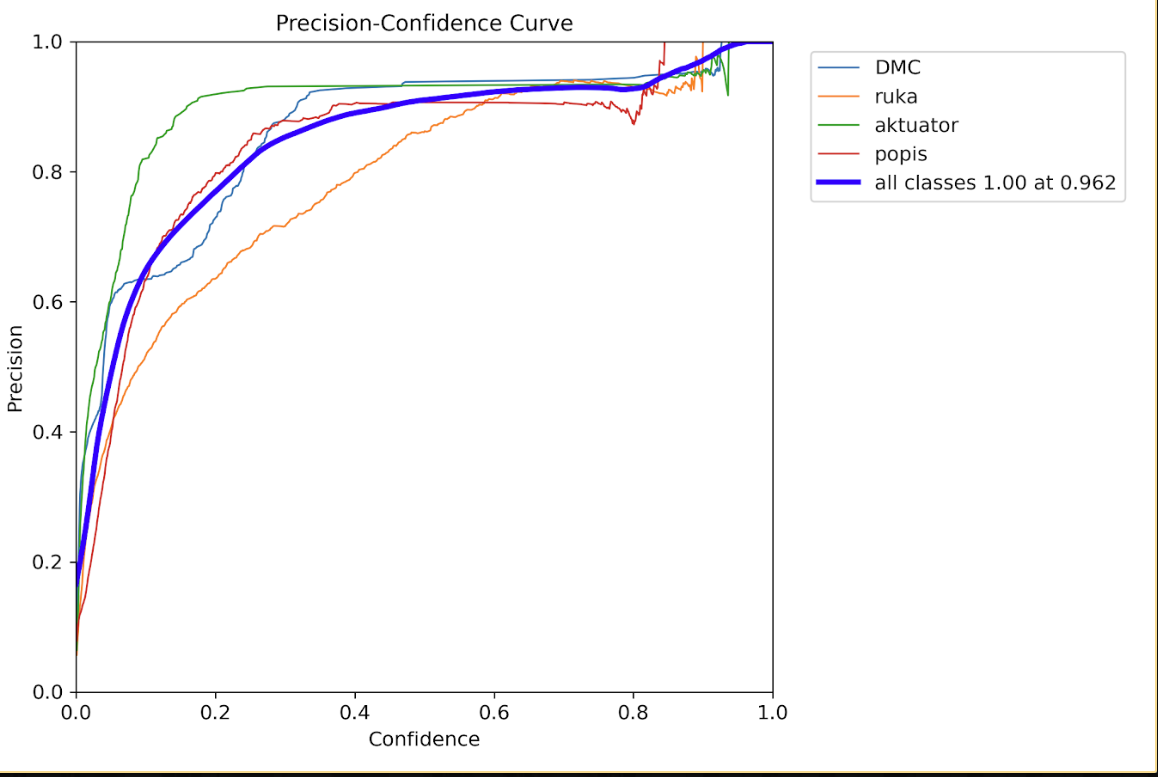 Precision-Confidence Curve
1.0
0.8
0.6
0.4
0.2
0.0
Precision
0.0 0.2 0.4 0.6 0.8 1.0
Confidence
DMC
ruka
aktuator
popis
all classes 1.00 at 0.962